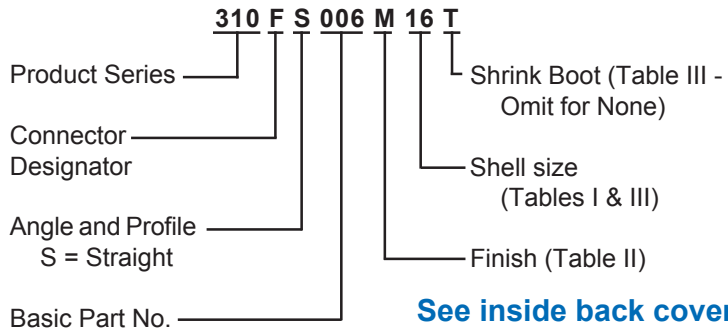 310 F S 006 M 16 T
Product Series
Connector
Designator
Angle and Profile
S = Straight
Basic Part No.
Shrink Boot (Table III -
Omit for None)
Shell size
(Tables I & III)
Finish (Table II)
See inside back cover